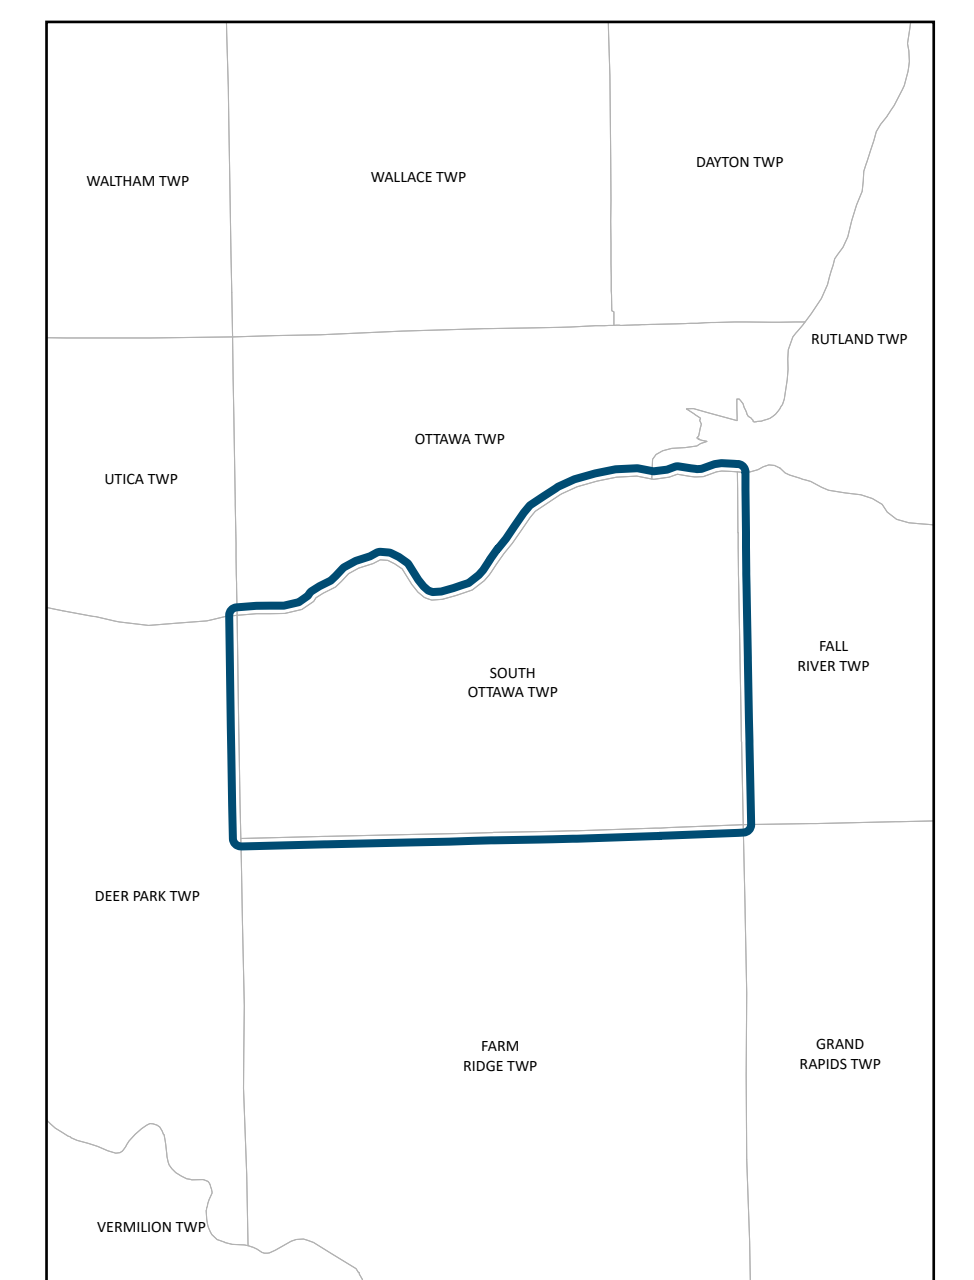 DAYTON TWP
WALLACE TWP
WALTHAM TWP
RUTLAND TWP
OTTAWA TWP
UTICA TWP
FALL
RIVER TWP
SOUTH
OTTAWA TWP
DEER PARK TWP
GRAND
RAPIDS TWP
FARM
RIDGE TWP
VERMILION TWP